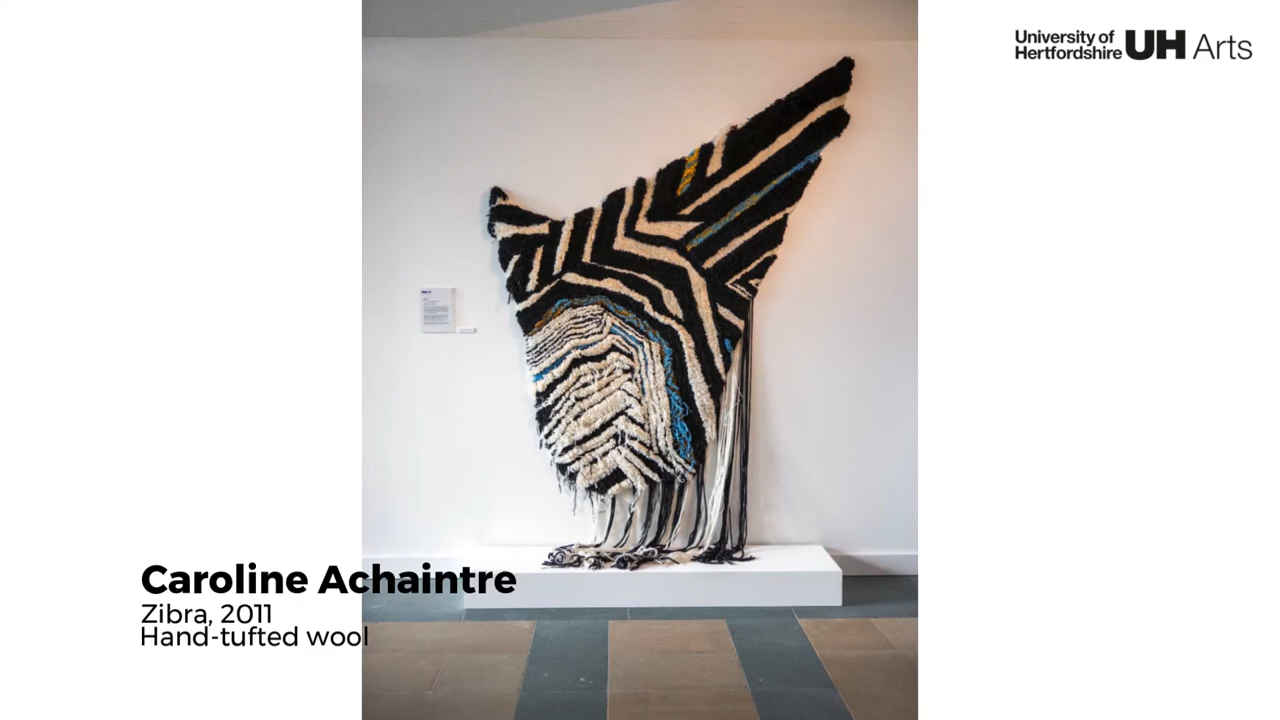 University of
Hertfordshire UH Arts
Caroline Achaintre
Zibra, 2011
Hand-tufted wool